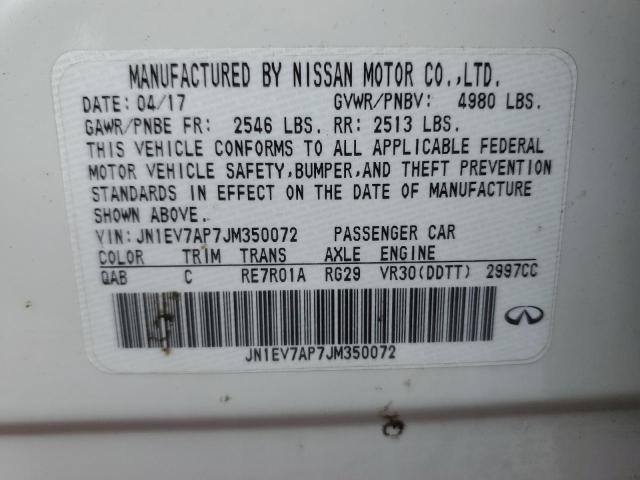 MANUFACTURED BY NISSAN MOTOR CO.,LTD.
DATE: 04/17 GVWR/PNBV: 4980 LBS.
GAWR/PNBE FR: 2546 LBS. RR: 2513 LBS.
THIS VEHICLE CONFORMS TO ALL APPLICABLE FEDERAL
MOTOR VEHICLE SAFETY,BUMPER,AND THEFT PREVENTION
STANDARDS IN EFFECT ON THE DATE OF MANUFACTURE
SHOWN ABOVE.
VIN: JN1EV7AP7JM350072 PASSENGER CAR
COLOR TRIM TRANS AXLE ENGINE
QAB C RE7R01A RG29 VR30(DDTT) 2997CC
JN1EV7AP7JM350072